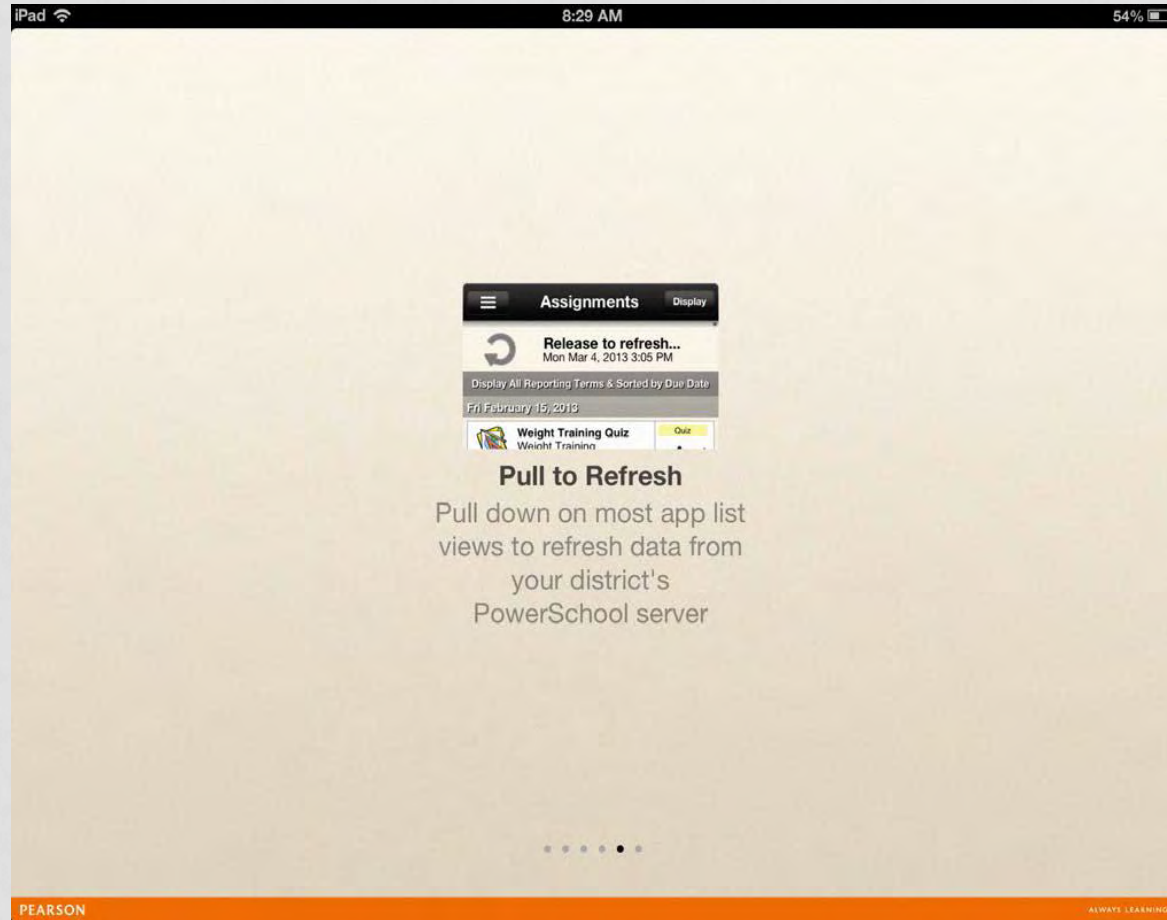 iPad 8:29 AM 54%
Assignments Display
Release to refresh...
Mon Mar 4, 2013 3:05 PM
Display All Reporting Terms & Sorted by Due Date
Fri February 15, 2013
Weight Training Quiz Quiz
Weight Training
Pull to Refresh
Pull down on most app list
views to refresh data from
your district's
PowerSchool server
PEARSON ALWAYS LEARNING